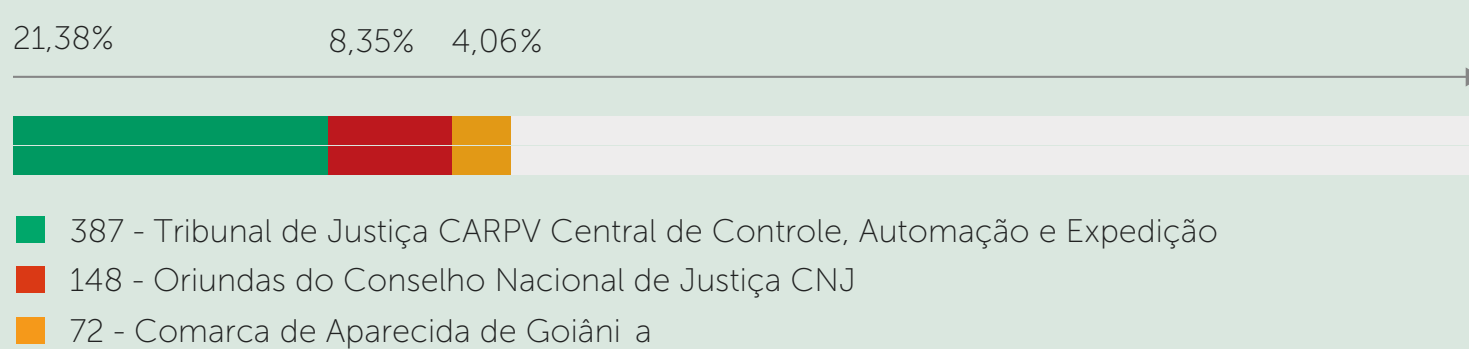 21,38% 8,35% 4,06%
387 - Tribunal de Justiça CARPV Central de Controle, Automação e Expedição
148 - Oriundas do Conselho Nacional de Justiça CNJ
72 - Comarca de Aparecida de Goiâni a